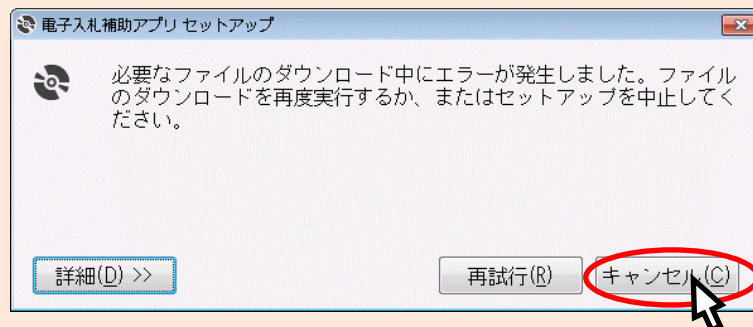 電子入札補助アプリ セットアップ
必要なファイルのダウンロード中にエラーが発生しました。ファイル
のダウンロードを再度実行するか、またはセットアップを中止してく
ださい。
詳細(D) >> 再試行(R) キャンセル(C)